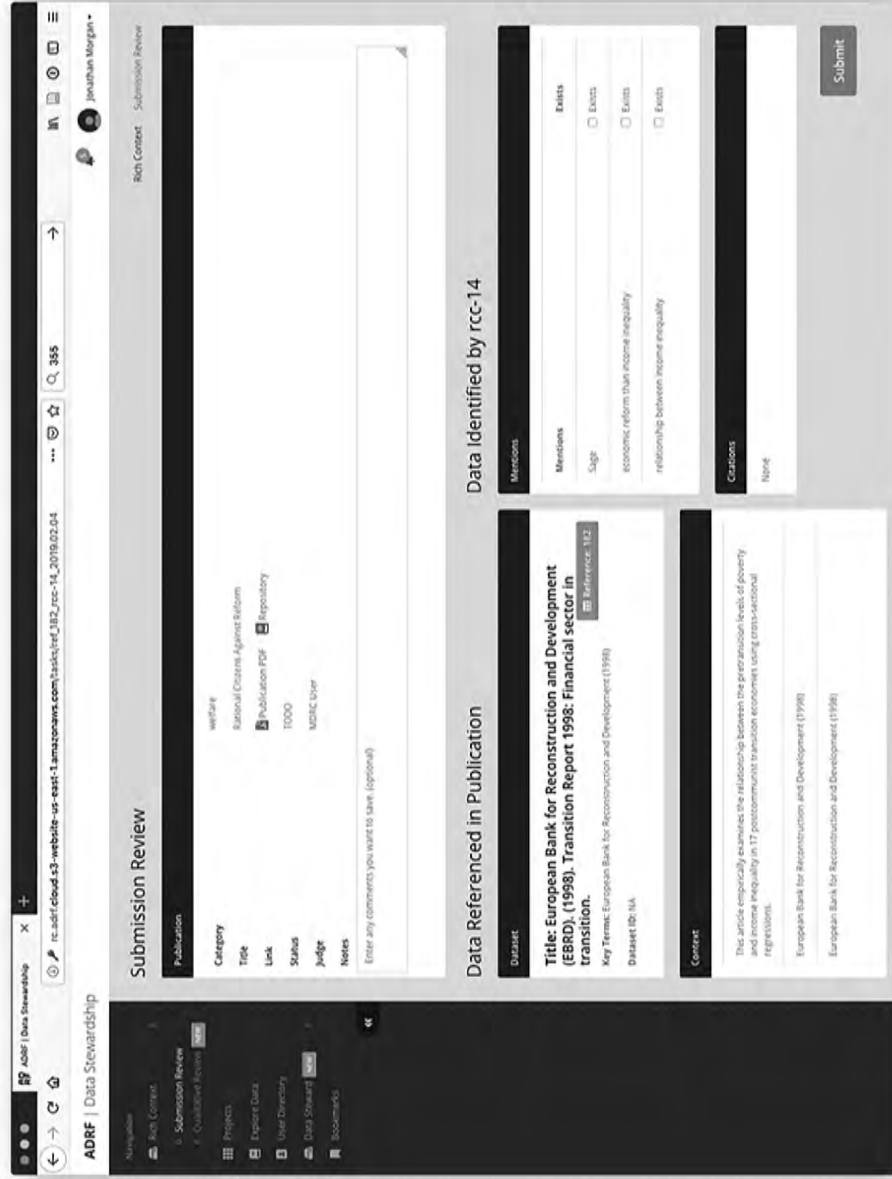 ADRF | Data Stewardship
rc.adrf.cloud.s3-website-us-east-1.amazonaws.com/tasks/ref_182_rcc-14_2019.02.04
355
ADRF | Data Stewardship
5
Jonathan Morgan
Navigation
Rich Context
Submission Review
Qualitative Review NEW
Projects
Explore Data
User Directory
Data Steward NEW
Bookmarks
Submission Review
Rich Context Submission Review
Publication
Category welfare
Title Rational Citizens Against Reform
Link Publication PDF Repository
Status TODO
Judge MDRC User
Notes
Enter any comments you want to save. (optional)
Data Referenced in Publication
Dataset
Title: European Bank for Reconstruction and Development
(EBRD). (1998). Transition Report 1998: Financial sector in
transition.
Reference: 182
Key Terms: European Bank for Reconstruction and Development (1998)
Dataset ID: NA
Context
This article empirically examines the relationship between the pretransition levels of poverty
and income inequality in 17 postcommunist transition economies using cross-sectional
regressions.
European Bank for Reconstruction and Development (1998)
European Bank for Reconstruction and Development (1998)
Data Identified by rcc-14
Mentions
Mentions Exists
Sage Exists
economic reform than income inequality Exists
relationship between income inequality Exists
Citations
None
Submit